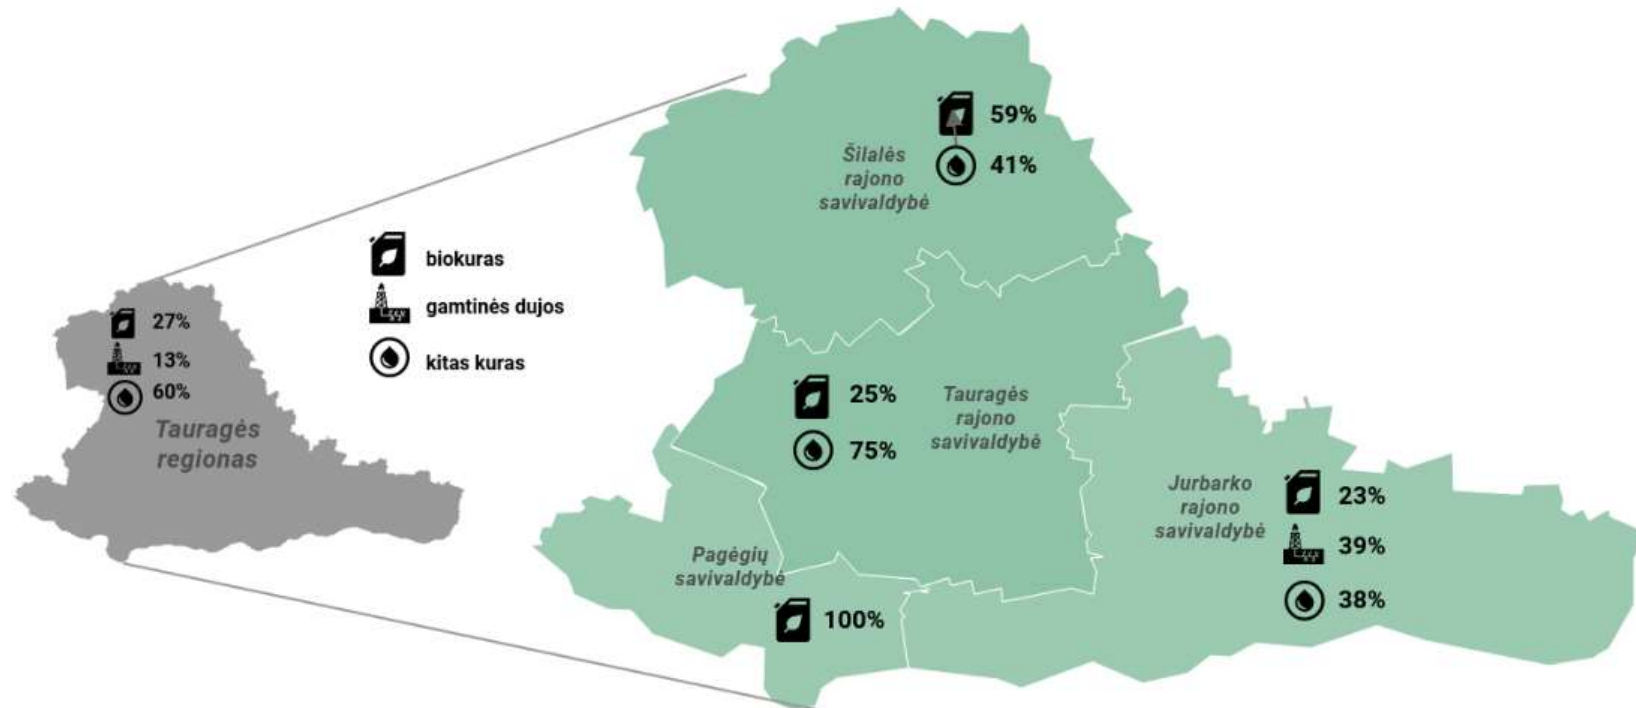 59%
Šilalės
rajono
savivaldybė
41%
biokuras
gamtinės dujos
kitas kuras
27%
13%
60%
Tauragės
regionas
25%
75%
Tauragės
rajono
savivaldybė
Jurbarko
rajono
savivaldybė
23%
39%
38%
Pagėgių
savivaldybė
100%